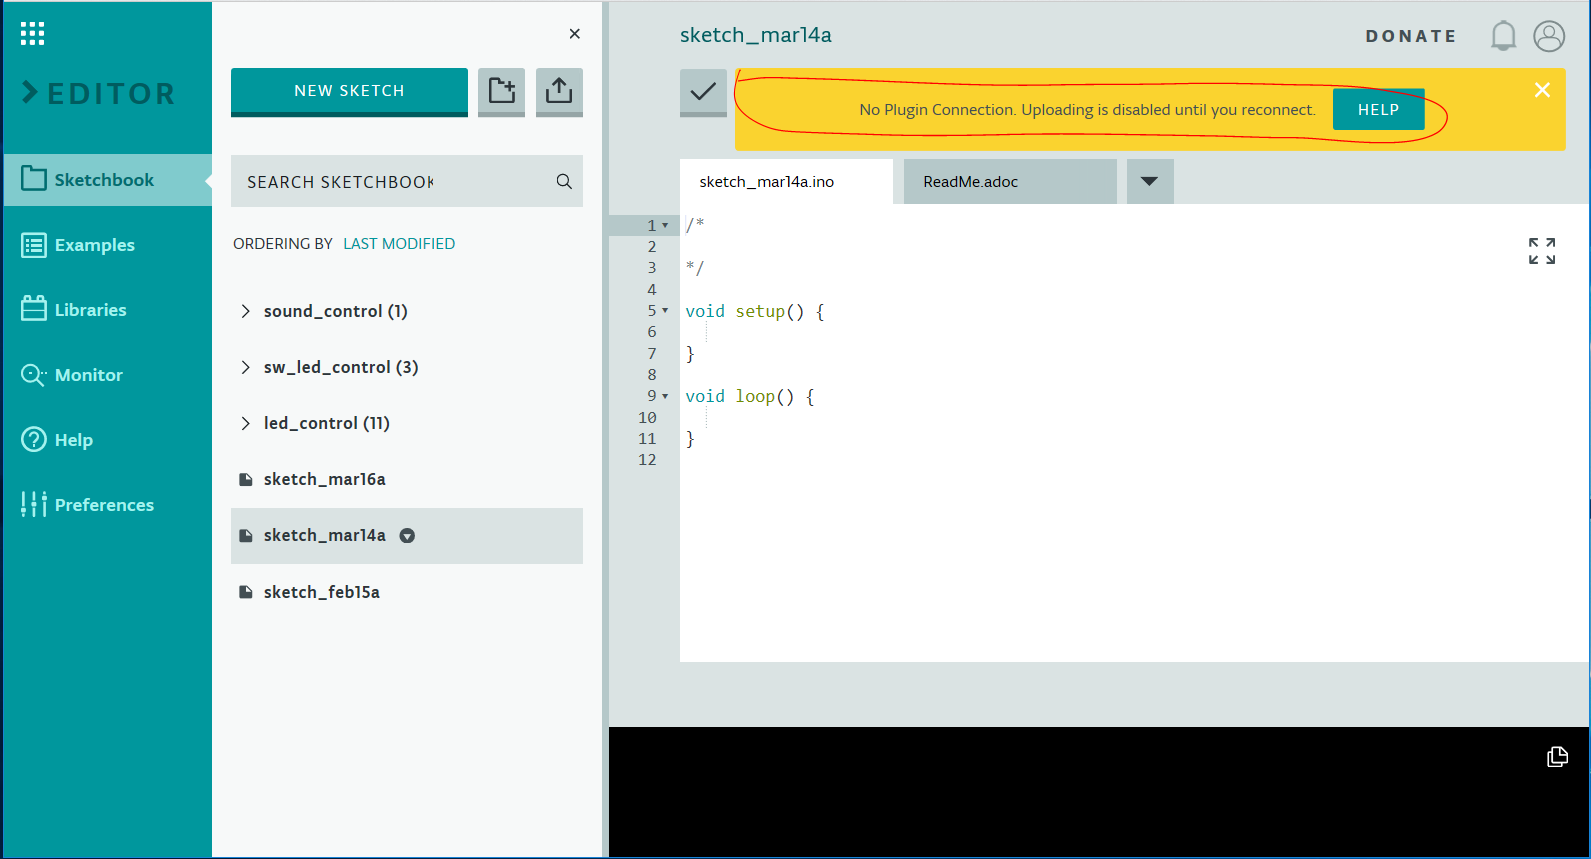 EDITOR
Sketchbook
Examples
Libraries
Monitor
Help
Preferences
NEW SKETCH
SEARCH SKETCHBOOK
ORDERING BY LAST MODIFIED
sound_control (1)
sw_led_control (3)
led_control (11)
sketch_mar16a
sketch_mar14a
sketch_feb15a
sketch_mar14a
DONATE
No Plugin Connection. Uploading is disabled until you reconnect. HELP
sketch_mar14a.ino ReadMe.adoc
1 /*
2
3 */
4
5 void setup() {
6
7 }
8
9 void loop() {
10
11 }
12